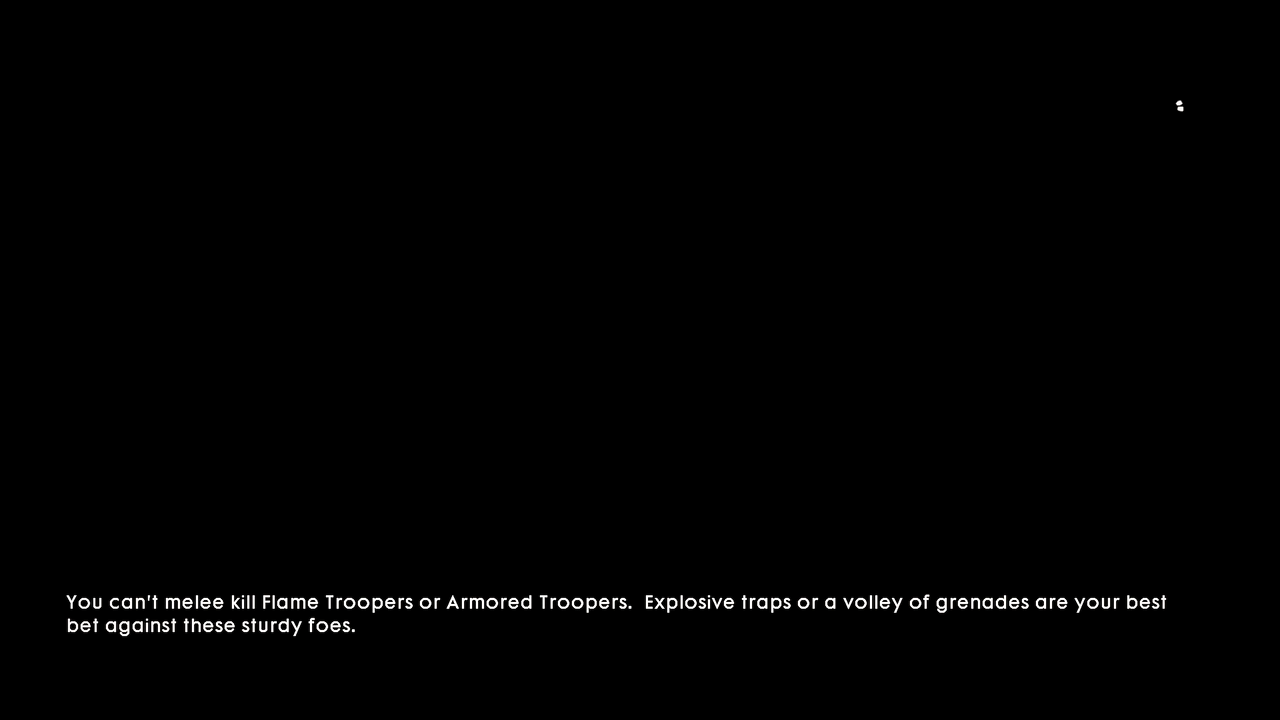 You can't melee kill Flame Troopers or Armored Troopers.  Explosive traps or a volley of grenades are your best
bet against these sturdy foes.